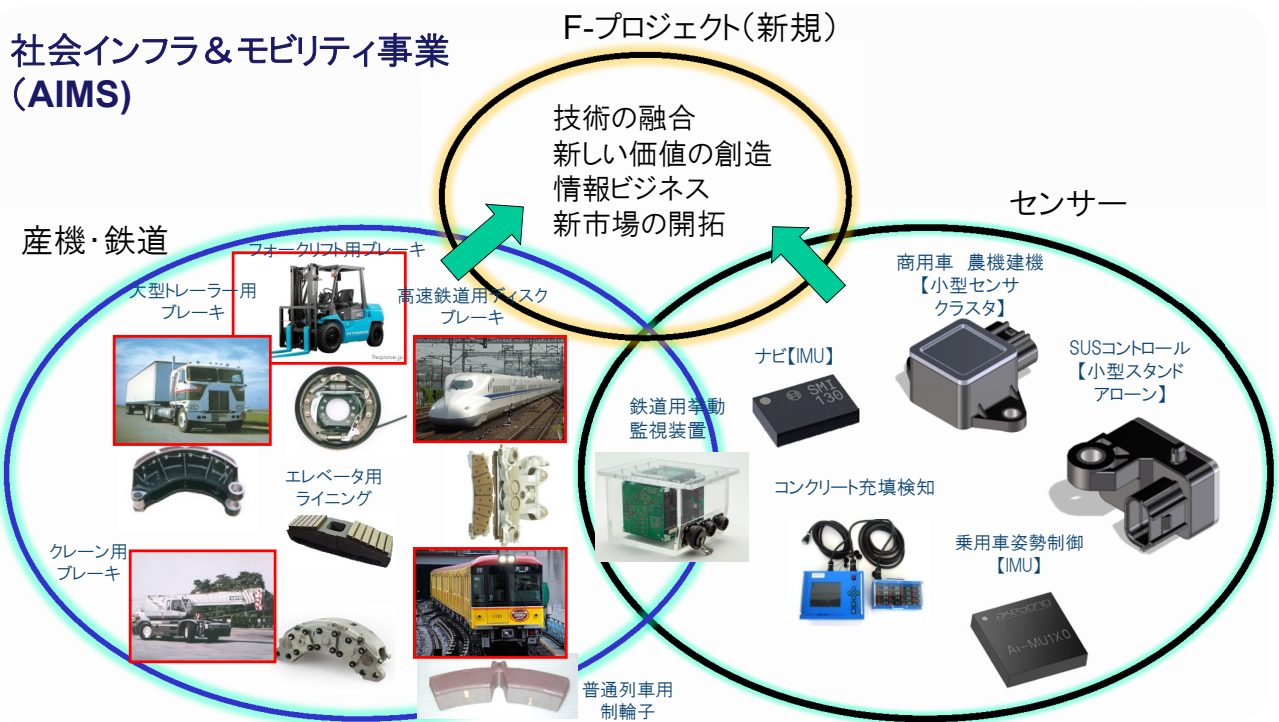 社会インフラ＆モビリティ事業
（AIMS)
F-プロジェクト（新規）
技術の融合
新しい価値の創造
情報ビジネス
新市場の開拓
産機・鉄道
フォークリフト用ブレーキ
大型トレーラー用
ブレーキ
高速鉄道用ディスク
ブレーキ
Response.jp
エレベータ用
ライニング
クレーン用
ブレーキ
普通列車用
制輪子
鉄道用挙動
監視装置
センサー
商用車　農機建機
【小型センサ
クラスタ】
ナビ【IMU】
SMI
130
SUSコントロール
【小型スタンド
アローン】
コンクリート充填検知
乗用車姿勢制御
【IMU】
akebono
Ai-MU1X0